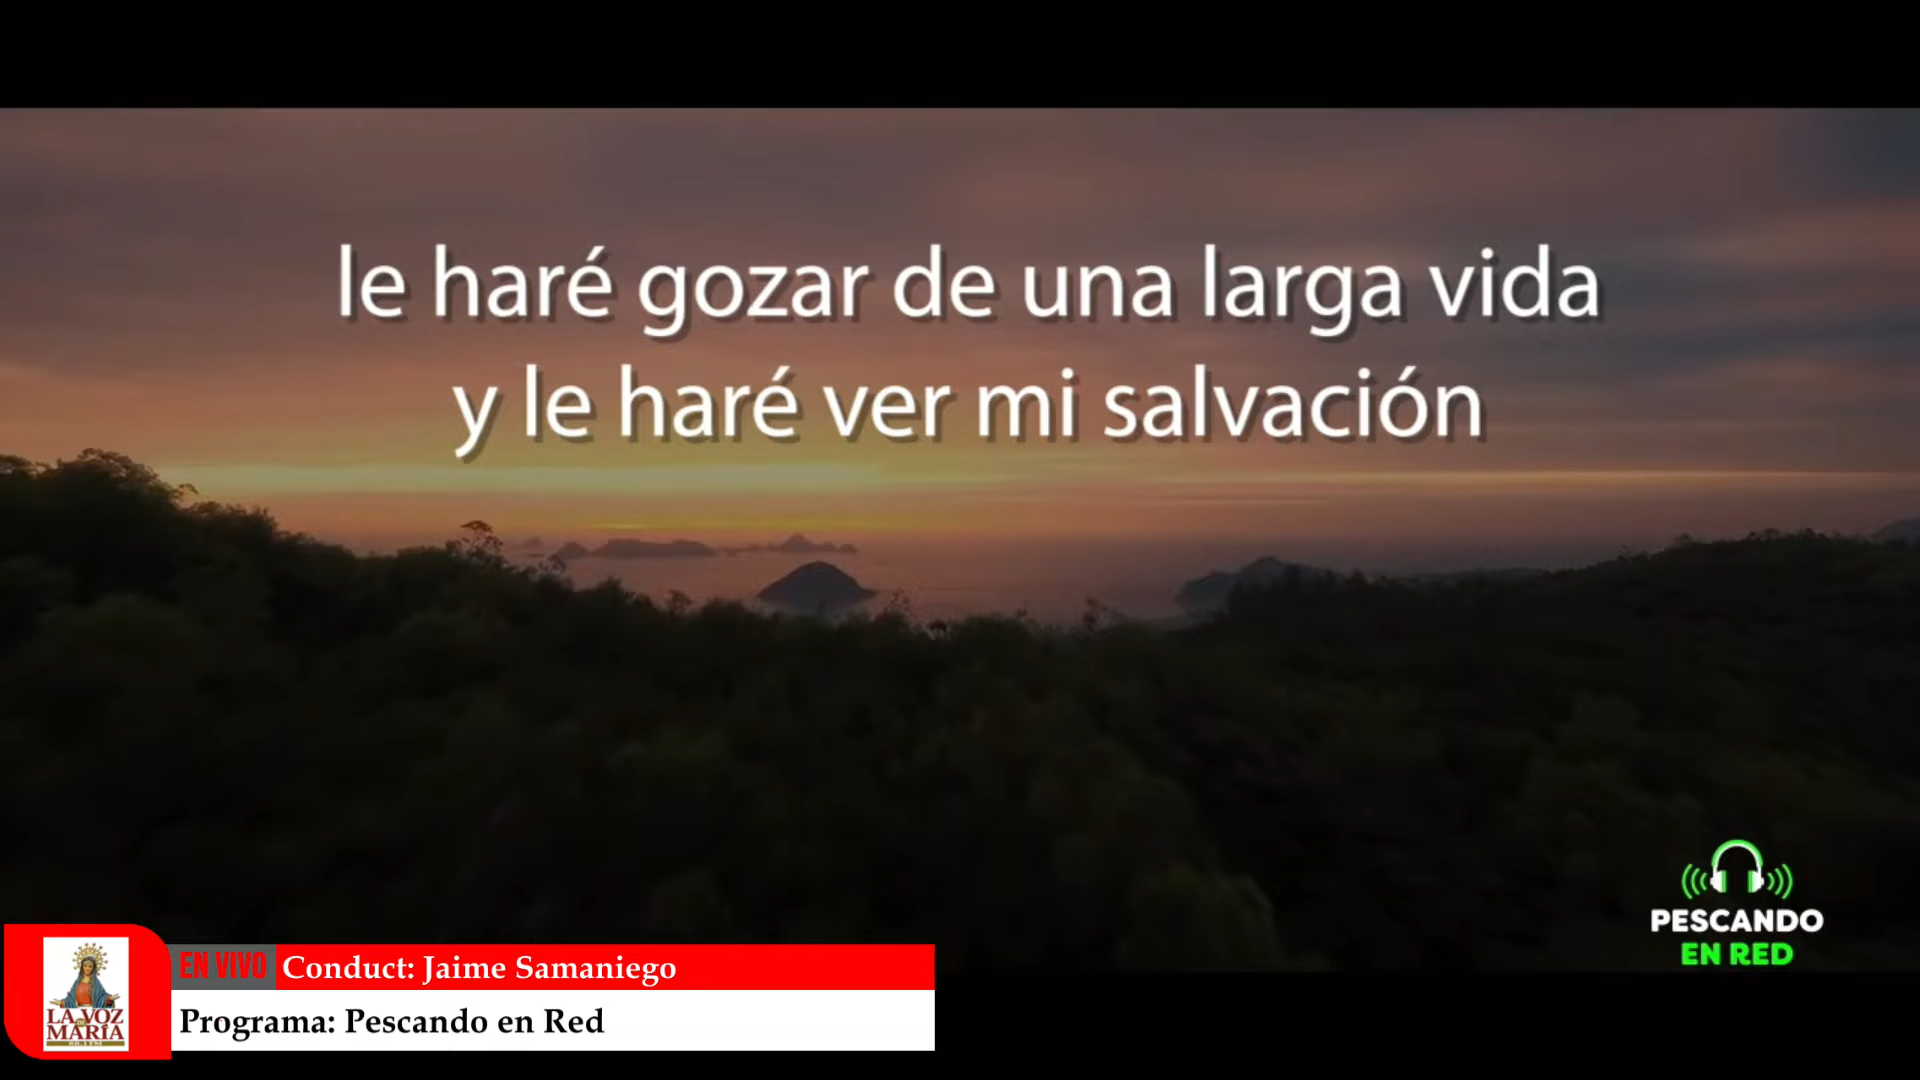 le haré gozar de una larga vida
y le haré ver mi salvación
PESCANDO
EN RED
EN VIVO Conduct: Jaime Samaniego
LA VOZ
DE
MARÍA
Programa: Pescando en Red